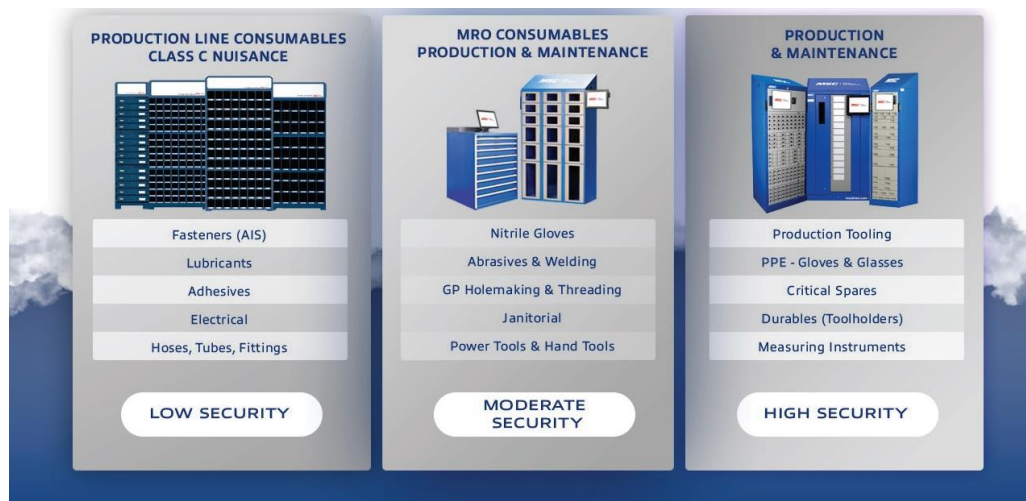 PRODUCTION LINE CONSUMABLES
CLASS C NUISANCE
Fasteners (AIS)
Lubricants
Adhesives
Electrical
Hoses, Tubes, Fittings
LOW SECURITY
MRO CONSUMABLES
PRODUCTION & MAINTENANCE
Nitrile Gloves
Abrasives & Welding
GP Holemaking & Threading
Janitorial
Power Tools & Hand Tools
MODERATE
SECURITY
PRODUCTION
& MAINTENANCE
MSC
Production Tooling
PPE - Gloves & Glasses
Critical Spares
Durables (Toolholders)
Measuring Instruments
HIGH SECURITY